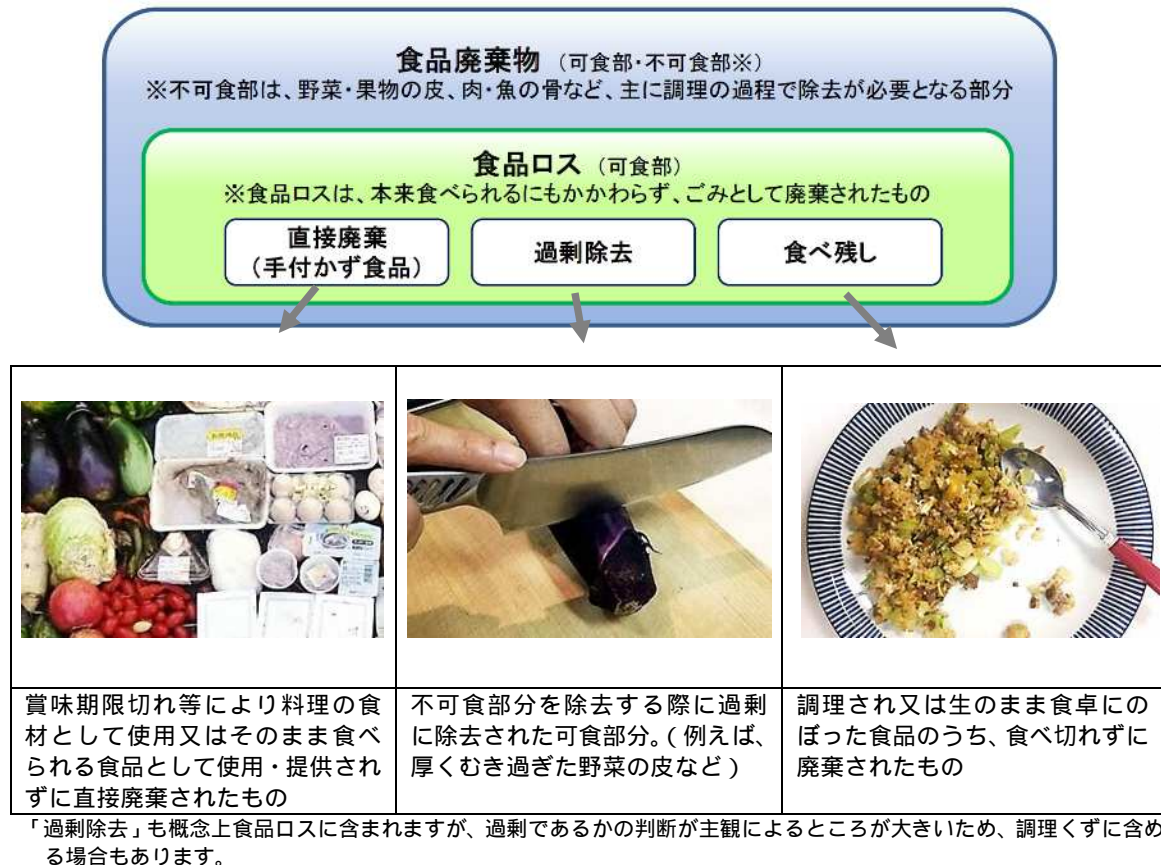 食品廃棄物（可食部・不可食部※）
※不可食部は、野菜・果物の皮、肉・魚の骨など、主に調理の過程で除去が必要となる部分
食品ロス（可食部）
※食品ロスは、本来食べられるにもかかわらず、ごみとして廃棄されたもの
直接廃棄
（手付かず食品）
過剰除去
食べ残し
賞味期限切れ等により料理の食
材として使用又はそのまま食べ
られる食品として使用・提供され
ずに直接廃棄されたもの
不可食部分を除去する際に過剰
に除去された可食部分。（例えば、
厚くむき過ぎた野菜の皮など）
調理され又は生のまま食卓にの
ぼった食品のうち、食べ切れずに
廃棄されたもの
「過剰除去」も概念上食品ロスに含まれますが、過剰であるかの判断が主観によるところが大きいため、調理くずに含め
る場合もあります。